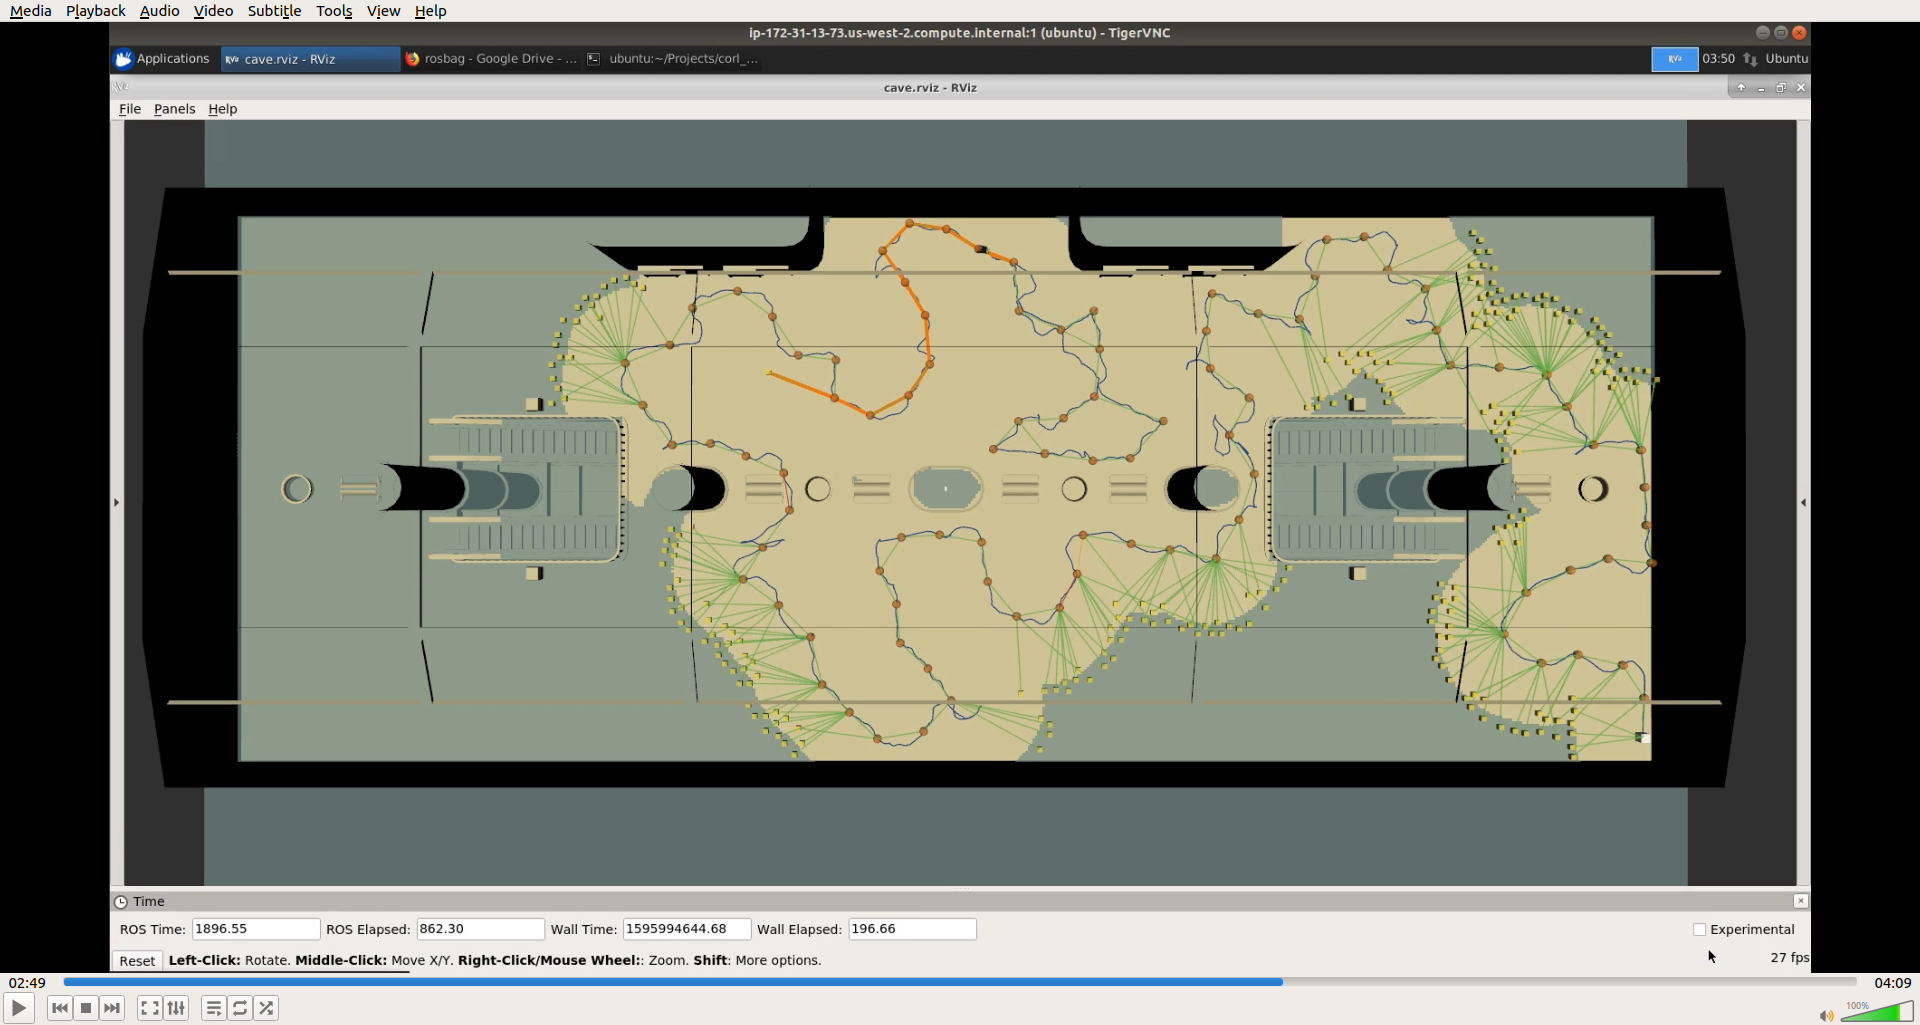 Media Playback Audio Video Subtitle Tools View Help
ip-172-31-13-73.us-west-2.compute.internal:1 (ubuntu) - TigerVNC
Applications RViz cave.rviz - RViz rosbag - Google Drive - ... ubuntu:~/Projects/corl_... RViz 03:50 Ubuntu
RViz cave.rviz - RViz
File Panels Help
Time
ROS Time: 1896.55 ROS Elapsed: 862.30 Wall Time: 1595994644.68 Wall Elapsed: 196.66 Experimental
Reset Left-Click: Rotate. Middle-Click: Move X/Y. Right-Click/Mouse Wheel:: Zoom. Shift: More options. 27 fps
02:49 04:09
100%